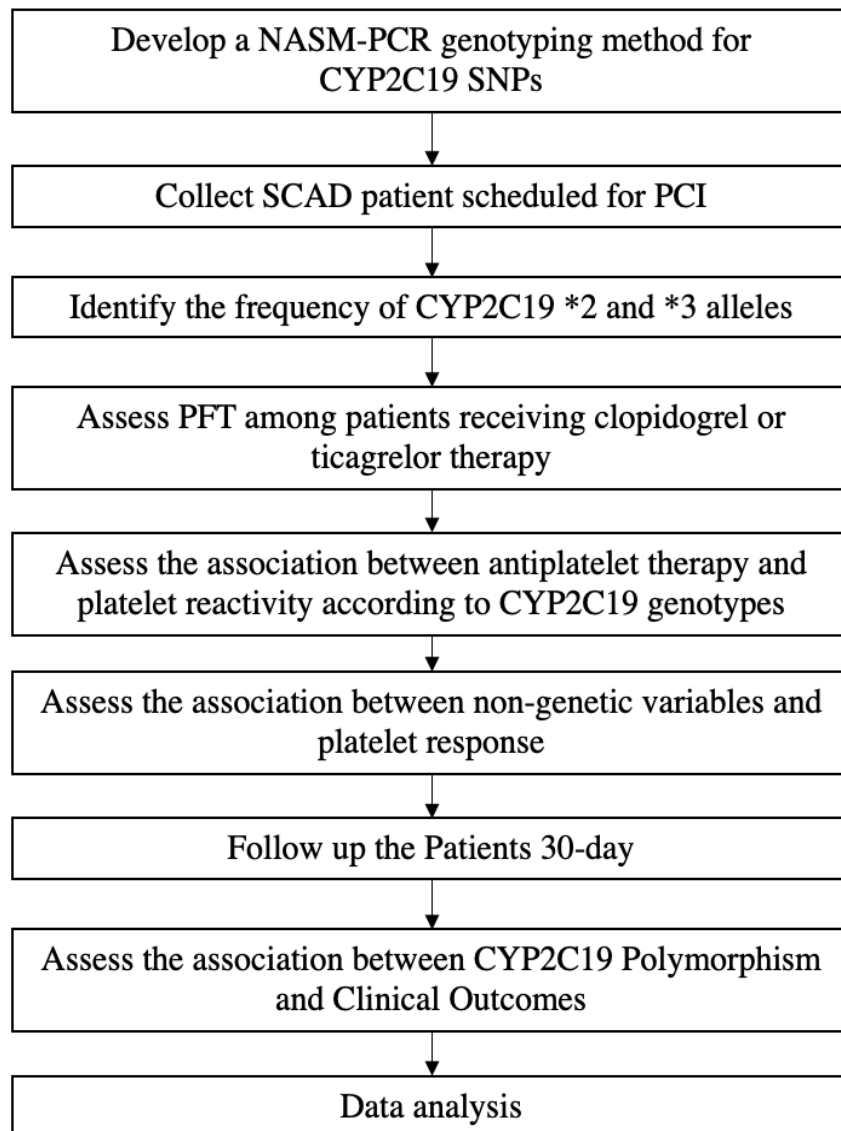 Develop a NASM-PCR genotyping method for
CYP2C19 SNPs
Collect SCAD patient scheduled for PCI
Identify the frequency of CYP2C19 *2 and *3 alleles
Assess PFT among patients receiving clopidogrel or
ticagrelor therapy
Assess the association between antiplatelet therapy and
platelet reactivity according to CYP2C19 genotypes
Assess the association between non-genetic variables and
platelet response
Follow up the Patients 30-day
Assess the association between CYP2C19 Polymorphism
and Clinical Outcomes
Data analysis